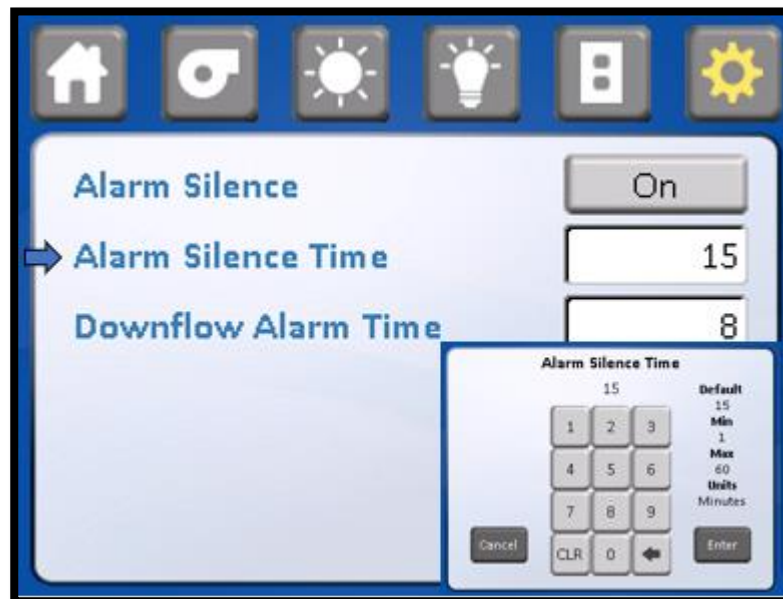 Alarm Silence On
Alarm Silence Time 15
Downflow Alarm Time 8
Alarm Silence Time
15
Default
15
Min
1
Max
60
Units
Minutes
1 2 3
4 5 6
7 8 9
Cancel CLR 0 Enter